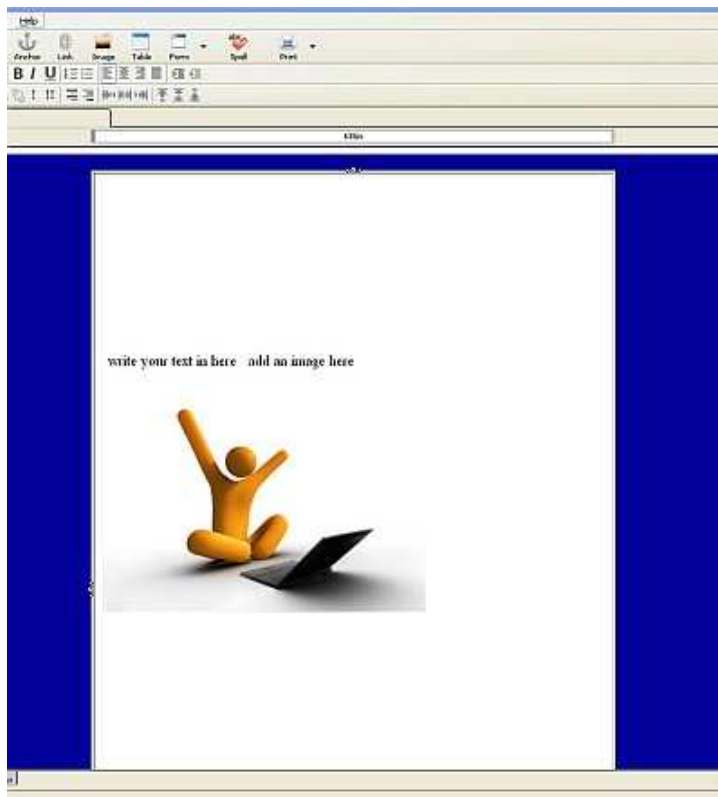 Help
Anchor Link Image Table Form Spell Print
B I U
write your text in here add an image here